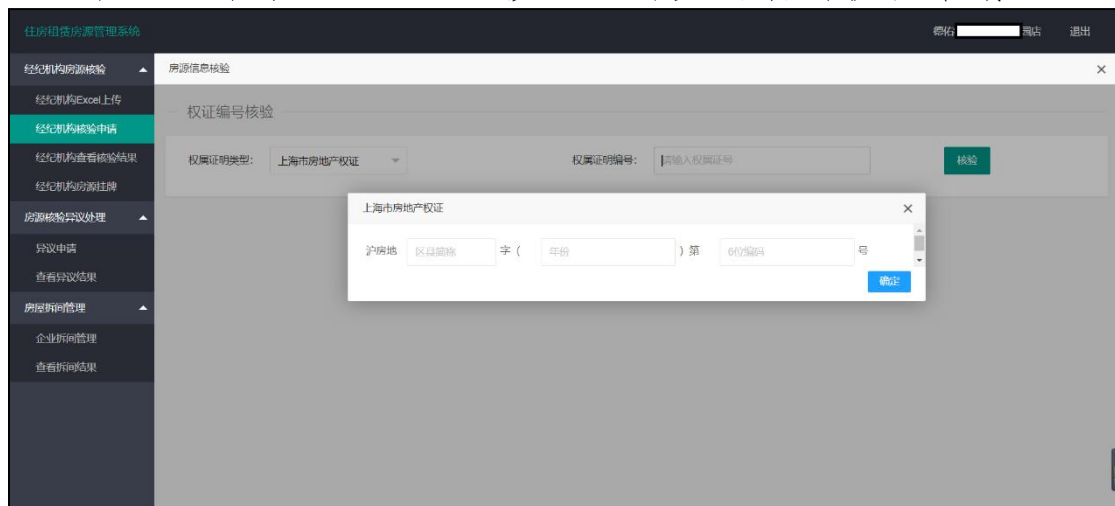 住房租赁房源管理系统
德佑 园店 退出
经纪机构房源核验
房源信息核验
经纪机构Excel上传
权证编号核验
经纪机构核验申请
经纪机构查看核验结果
权属证明类型: 上海市房地产权证 权属证明编号: 请输入权属证号 核验
经纪机构房源挂牌
上海市房地产权证
房源核验异议处理
异议申请
沪房地 区县简称 字 ( 年份 ) 第 6位编码 号
查看异议结果
确定
房屋拆间管理
企业拆间管理
查看拆间结果